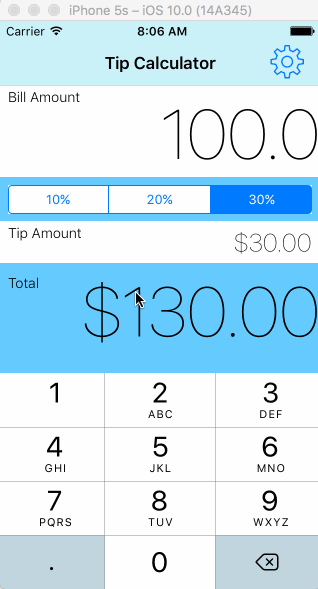 iPhone 5s – iOS 10.0 (14A345)
Carrier 8:06 AM
Tip Calculator
Bill Amount
100.0
10% 20% 30%
Tip Amount
$30.00
Total
$130.00
1 2 3
ABC DEF
4 5 6
GHI JKL MNO
7 8 9
PQRS TUV WXYZ
. 0